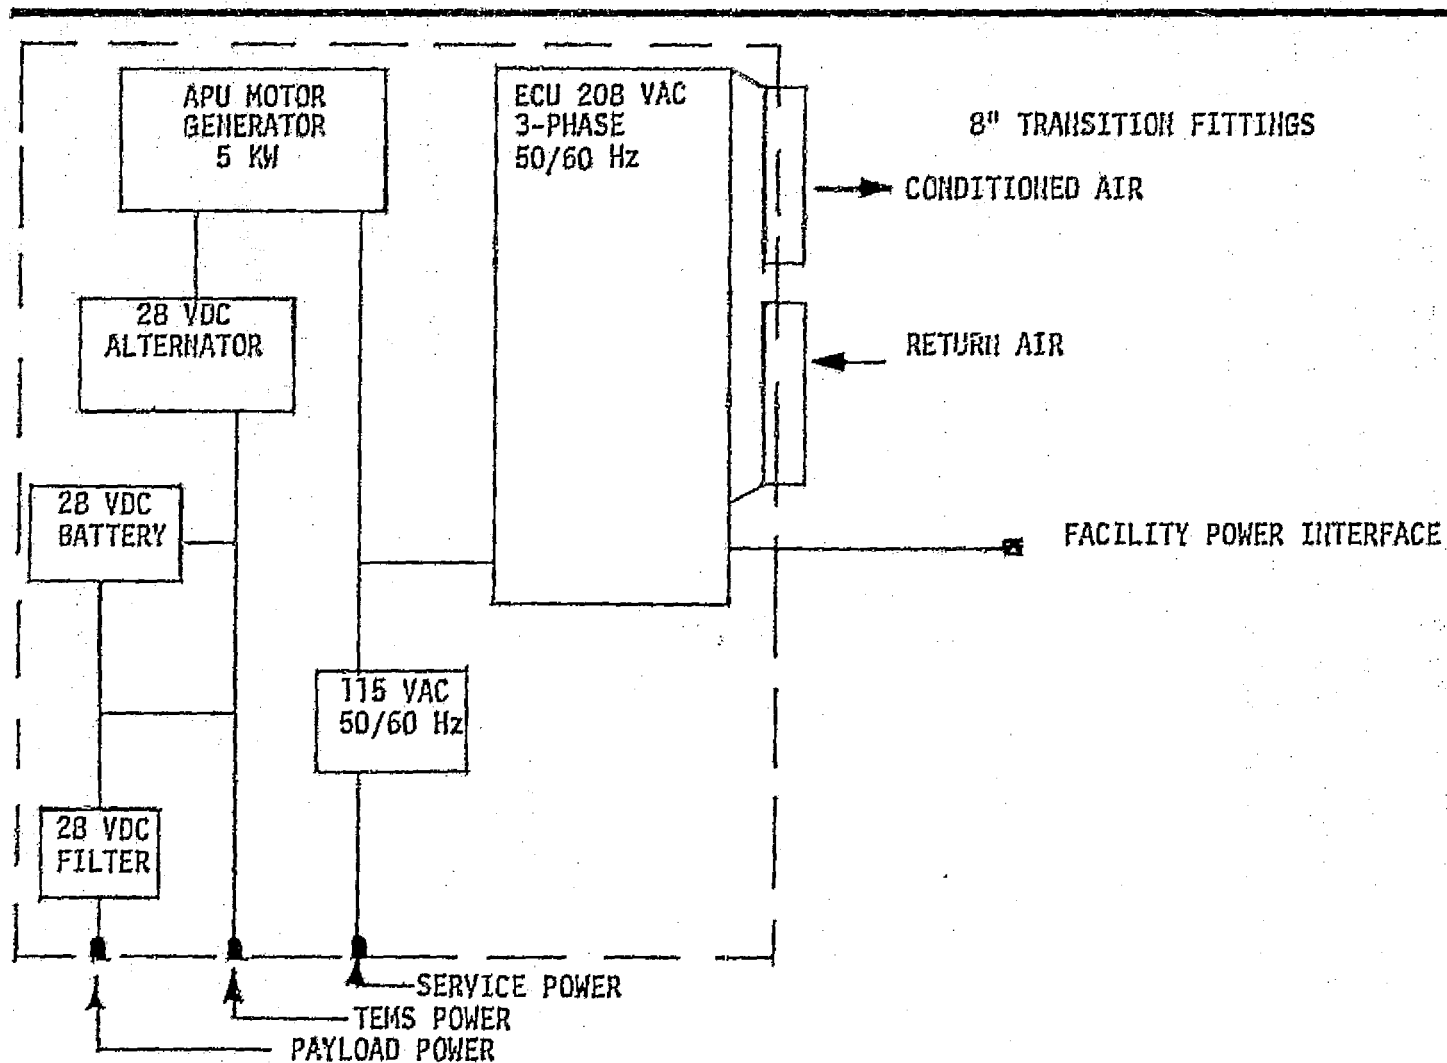 APU MOTOR
GENERATOR
5 KW
ECU 208 VAC
3-PHASE
50/60 Hz
8" TRANSITION FITTINGS
CONDITIONED AIR
28 VDC
ALTERNATOR
RETURN AIR
28 VDC
BATTERY
FACILITY POWER INTERFACE
115 VAC
50/60 Hz
28 VDC
FILTER
SERVICE POWER
TEMS POWER
PAYLOAD POWER